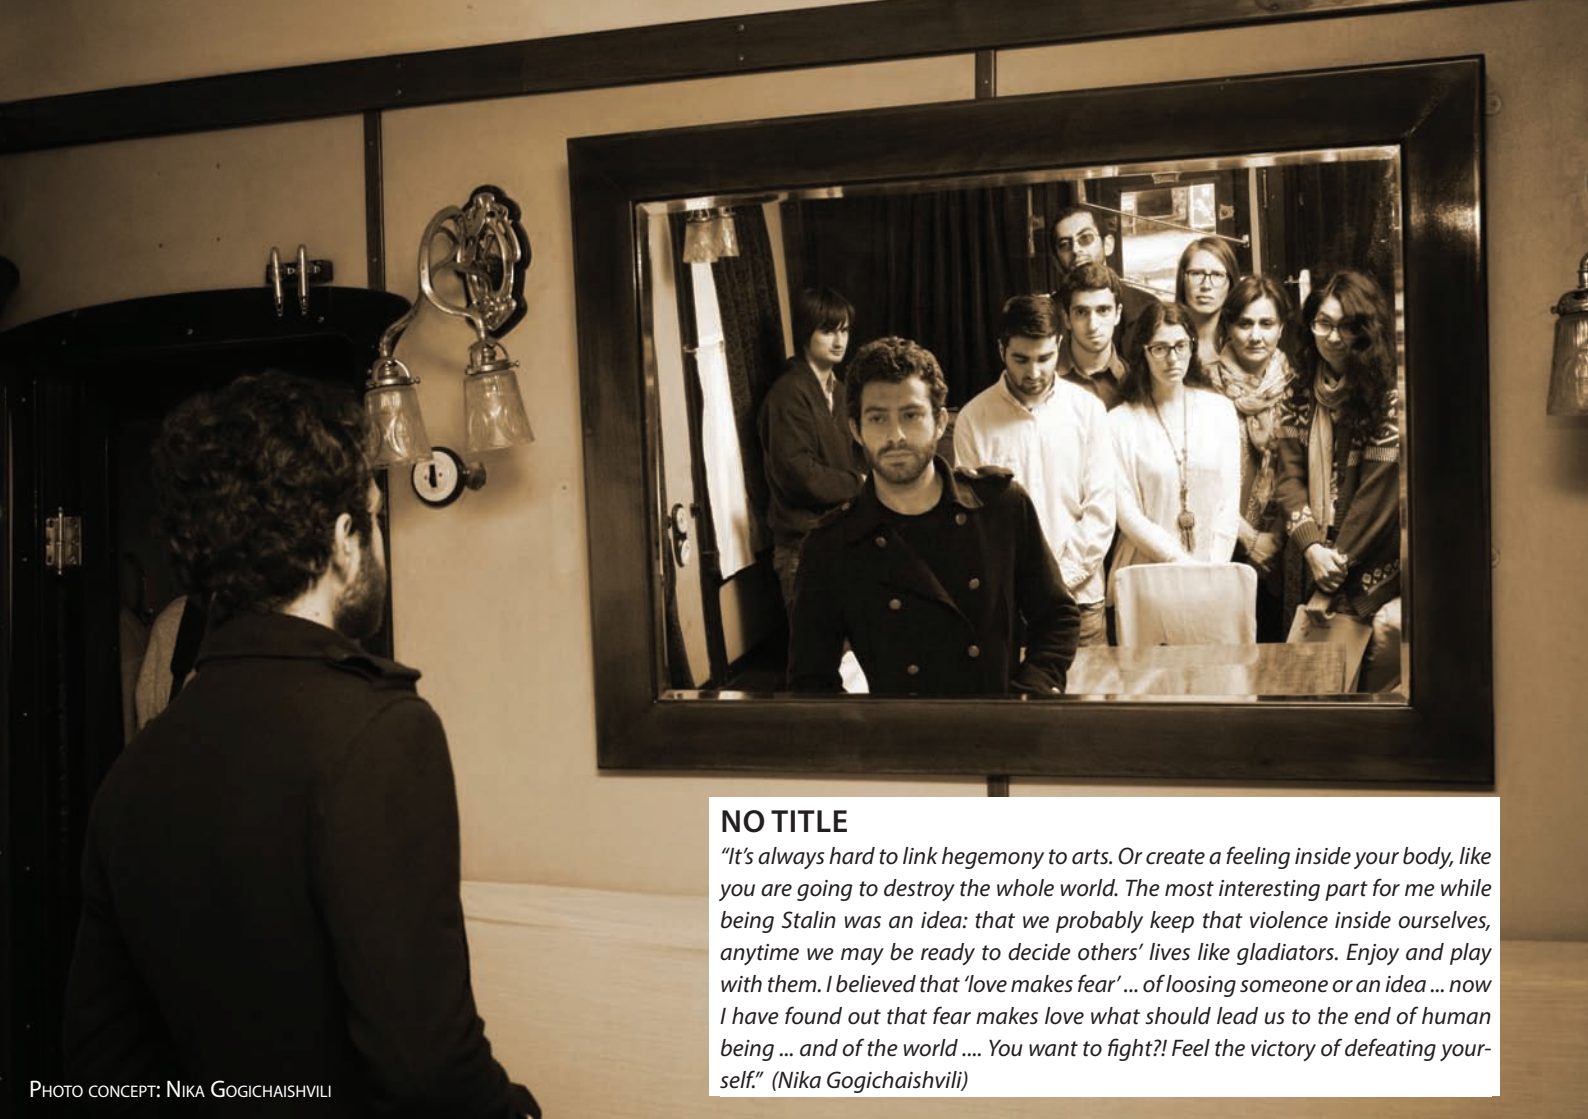 NO TITLE
“It’s always hard to link hegemony to arts. Or create a feeling inside your body, like
you are going to destroy the whole world. The most interesting part for me while
being Stalin was an idea: that we probably keep that violence inside ourselves,
anytime we may be ready to decide others’ lives like gladiators. Enjoy and play
with them. I believed that ‘love makes fear’ ... of loosing someone or an idea ... now
I have found out that fear makes love what should lead us to the end of human
being ... and of the world .... You want to fight?! Feel the victory of defeating your-
self.” (Nika Gogichaishvili)
Photo concept: Nika Gogichaishvili